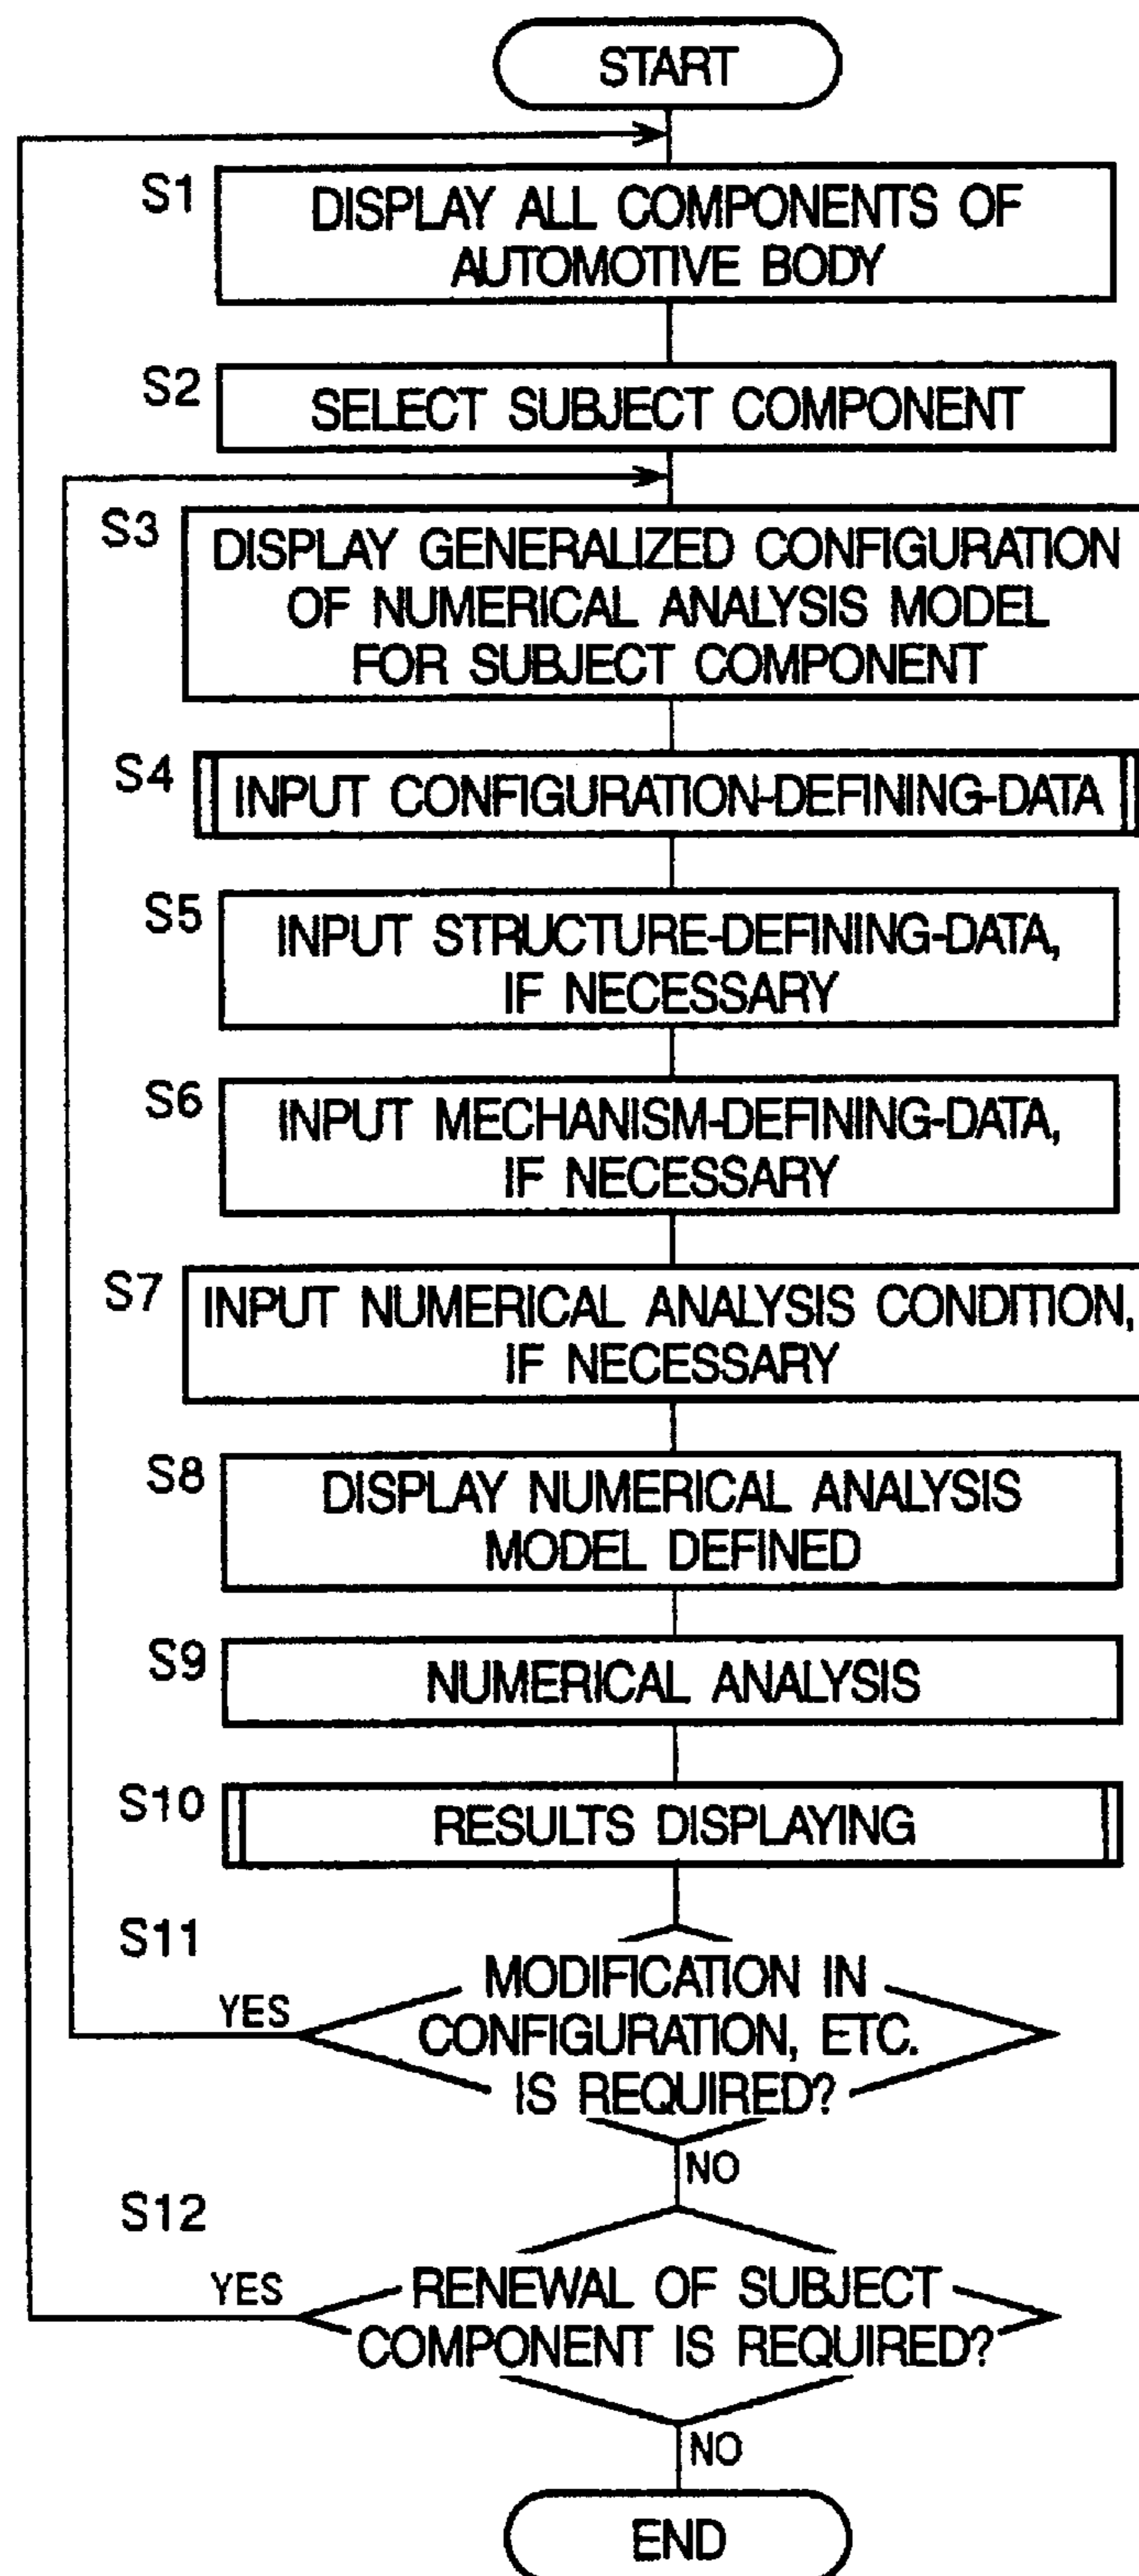 START
S1
DISPLAY ALL COMPONENTS OF
AUTOMOTIVE BODY
S2
SELECT SUBJECT COMPONENT
S3
DISPLAY GENERALIZED CONFIGURATION
OF NUMERICAL ANALYSIS MODEL
FOR SUBJECT COMPONENT
S4
INPUT CONFIGURATION-DEFINING-DATA
S5
INPUT STRUCTURE-DEFINING-DATA,
IF NECESSARY
S6
INPUT MECHANISM-DEFINING-DATA,
IF NECESSARY
S7
INPUT NUMERICAL ANALYSIS CONDITION,
IF NECESSARY
S8
DISPLAY NUMERICAL ANALYSIS
MODEL DEFINED
S9
NUMERICAL ANALYSIS
S10
RESULTS DISPLAYING
S11
MODIFICATION IN
CONFIGURATION, ETC.
IS REQUIRED?
YES
NO
S12
RENEWAL OF SUBJECT
COMPONENT IS REQUIRED?
YES
NO
END